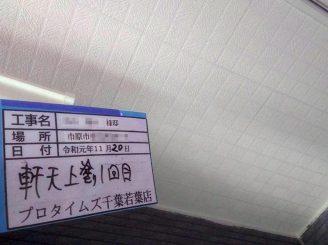 工事名 様邸
場所 市原市
日付 令和元年11月20日
軒天上塗り1回目
プロタイムズ千葉若葉店